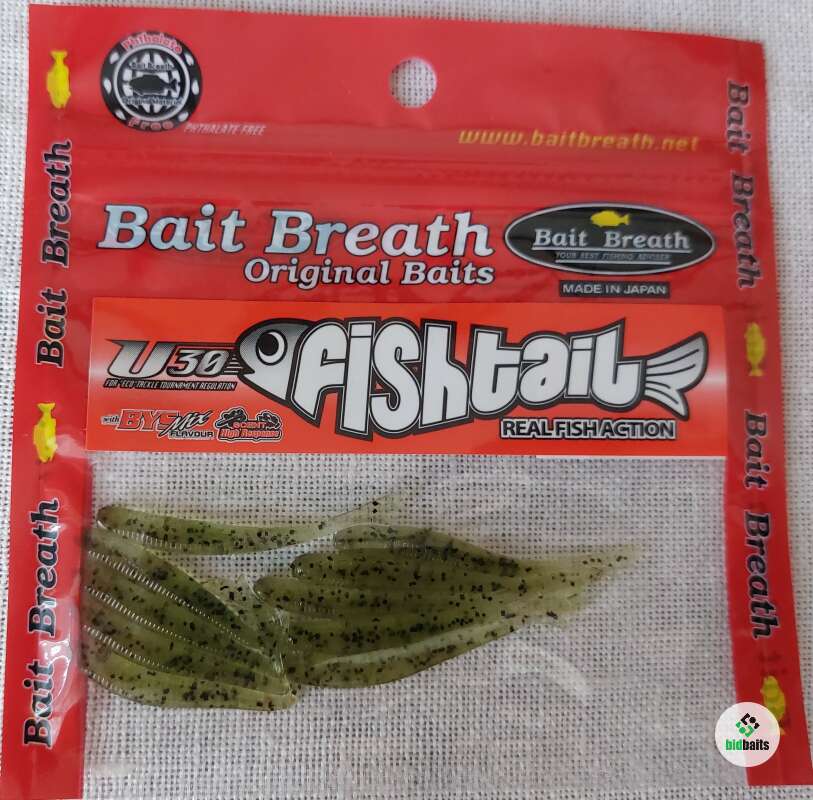 Phthalate
Bait Breath
Original Material
Free
PHTHALATE FREE
www.baitbreath.net
Bait Breath
Original Baits
Bait Breath
YOUR BEST FISHING ADVISER
MADE IN JAPAN
U30
FOR "ECO" TACKLE TOURNAMENT REGULATION
fishtail
with BYS Mix
FLAVOUR
SCENT
High Response
REAL FISH ACTION
Bait Breath
Bait Breath
Bait Breath
Bait Breath
bidbaits